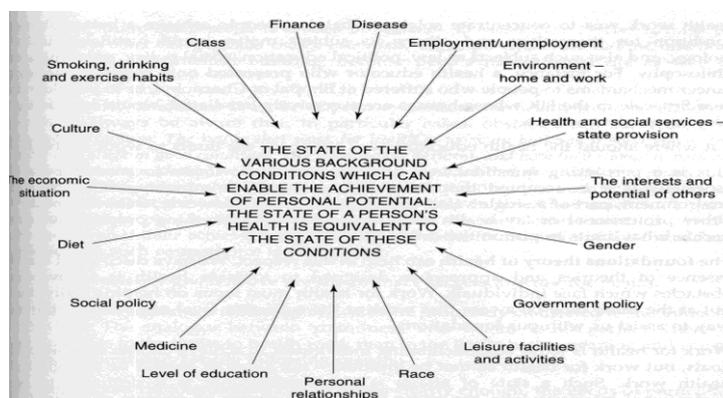 Finance
Disease
Class
Employment/unemployment
Smoking, drinking
and exercise habits
Environment –
home and work
Culture
Health and social services –
state provision
THE STATE OF THE
VARIOUS BACKGROUND
CONDITIONS WHICH CAN
ENABLE THE ACHIEVEMENT
OF PERSONAL POTENTIAL.
THE STATE OF A PERSON'S
HEALTH IS EQUIVALENT TO
THE STATE OF THESE
CONDITIONS
The economic
situation
The interests and
potential of others
Diet
Gender
Social policy
Government policy
Medicine
Leisure facilities
and activities
Level of education
Race
Personal
relationships